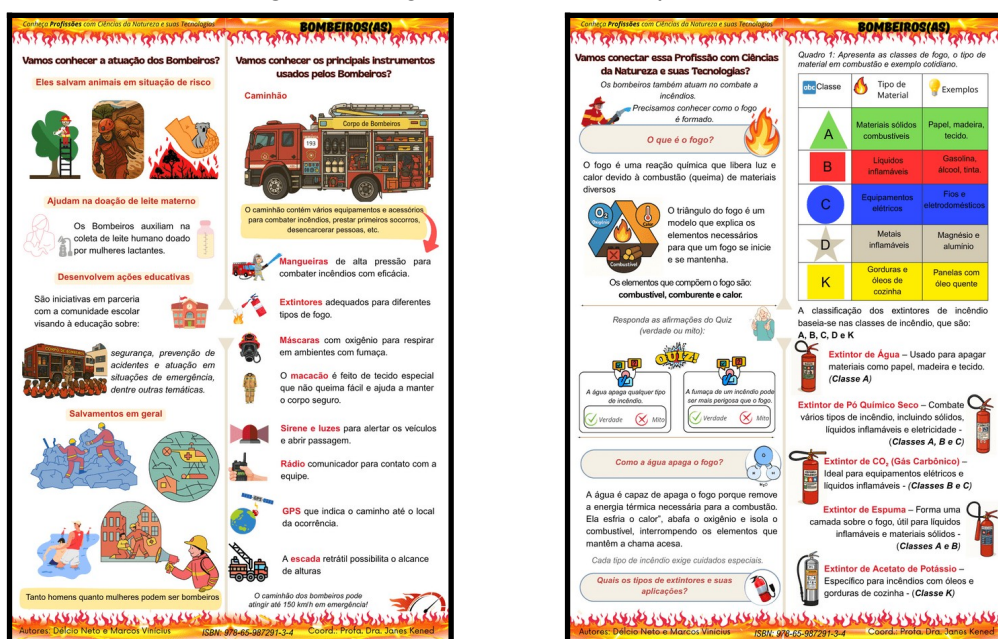 Conheça Profissões com Ciências da Natureza e suas Tecnologias
BOMBEIROS(AS)
Vamos conhecer a atuação dos Bombeiros?
Eles salvam animais em situação de risco
Ajudam na doação de leite materno
Os Bombeiros auxiliam na
coleta de leite humano doado
por mulheres lactantes.
Desenvolvem ações educativas
São iniciativas em parceria
com a comunidade escolar
visando à educação sobre:
CORPO DE BOMBEIROS
segurança, prevenção de
acidentes e atuação em
situações de emergência,
dentre outras temáticas.
Salvamentos em geral
Tanto homens quanto mulheres podem ser bombeiros
Vamos conhecer os principais instrumentos
usados pelos Bombeiros?
Caminhão
Corpo de Bombeiros
193
O caminhão contém vários equipamentos e acessórios
para combater incêndios, prestar primeiros socorros,
desencarcerar pessoas, etc.
Mangueiras de alta pressão para
combater incêndios com eficácia.
Extintores adequados para diferentes
tipos de fogo.
Máscaras com oxigênio para respirar
em ambientes com fumaça.
O macacão é feito de tecido especial
que não queima fácil e ajuda a manter
o corpo seguro.
Sirene e luzes para alertar os veículos
e abrir passagem.
Rádio comunicador para contato com a
equipe.
GPS que indica o caminho até o local
da ocorrência.
A escada retrátil possibilita o alcance
de alturas
O caminhão dos bombeiros pode
atingir até 150 km/h em emergência!
Autores: Délcio Neto e Marcos Vinícius
ISBN: 978-65-987291-3-4
Coord.: Profa. Dra. Janes Kened
Conheça Profissões com Ciências da Natureza e suas Tecnologias
BOMBEIROS(AS)
Vamos conectar essa Profissão com Ciências
da Natureza e suas Tecnologias?
Os bombeiros também atuam no combate a
incêndios.
Precisamos conhecer como o fogo
é formado.
O que é o fogo?
O fogo é uma reação química que libera luz e
calor devido à combustão (queima) de materiais
diversos
O₂
Oxigênio
Calor
Combustível
O triângulo do fogo é um
modelo que explica os
elementos necessários
para que um fogo se inicie
e se mantenha.
Os elementos que compõem o fogo são:
combustível, comburente e calor.
Responda as afirmações do Quiz
(verdade ou mito):
QUIZ
A água apaga qualquer tipo
de incêndio.
Verdade
Mito
A fumaça de um incêndio pode
ser mais perigosa que o fogo.
Verdade
Mito
Como a água apaga o fogo?
H₂O
A água é capaz de apaga o fogo porque remove
a energia térmica necessária para a combustão.
Ela esfria o calor”, abafa o oxigênio e isola o
combustível, interrompendo os elementos que
mantêm a chama acesa.
Cada tipo de incêndio exige cuidados especiais.
Quais os tipos de extintores e suas
aplicações?
Quadro 1: Apresenta as classes de fogo, o tipo de
material em combustão e exemplo cotidiano.
abc Classe
Tipo de
Material
Exemplos
A
Materiais sólidos
combustíveis
Papel, madeira,
tecido.
B
Líquidos
inflamáveis
Gasolina,
álcool, tinta
C
Equipamentos
elétricos
Fios e
eletrodomésticos
D
Metais
inflamáveis
Magnésio e
alumínio
K
Gorduras e
óleos de
cozinha
Panelas com
óleo quente
A classificação dos extintores de incêndio
baseia-se nas classes de incêndio, que são:
A, B, C, D e K
Extintor de Água – Usado para apagar
materiais como papel, madeira e tecido.
(Classe A)
Extintor de Pó Químico Seco – Combate
vários tipos de incêndio, incluindo sólidos,
líquidos inflamáveis e eletricidade -
(Classes A, B e C)
Extintor de CO₂ (Gás Carbônico) –
Ideal para equipamentos elétricos e
líquidos inflamáveis - (Classes B e C)
Extintor de Espuma – Forma uma
camada sobre o fogo, útil para líquidos
inflamáveis e materiais sólidos -
(Classes A e B)
Extintor de Acetato de Potássio –
Específico para incêndios com óleos e
gorduras de cozinha - (Classe K)
Autores: Délcio Neto e Marcos Vinícius
ISBN: 978-65-987291-3-4
Coord.: Profa. Dra. Janes Kened